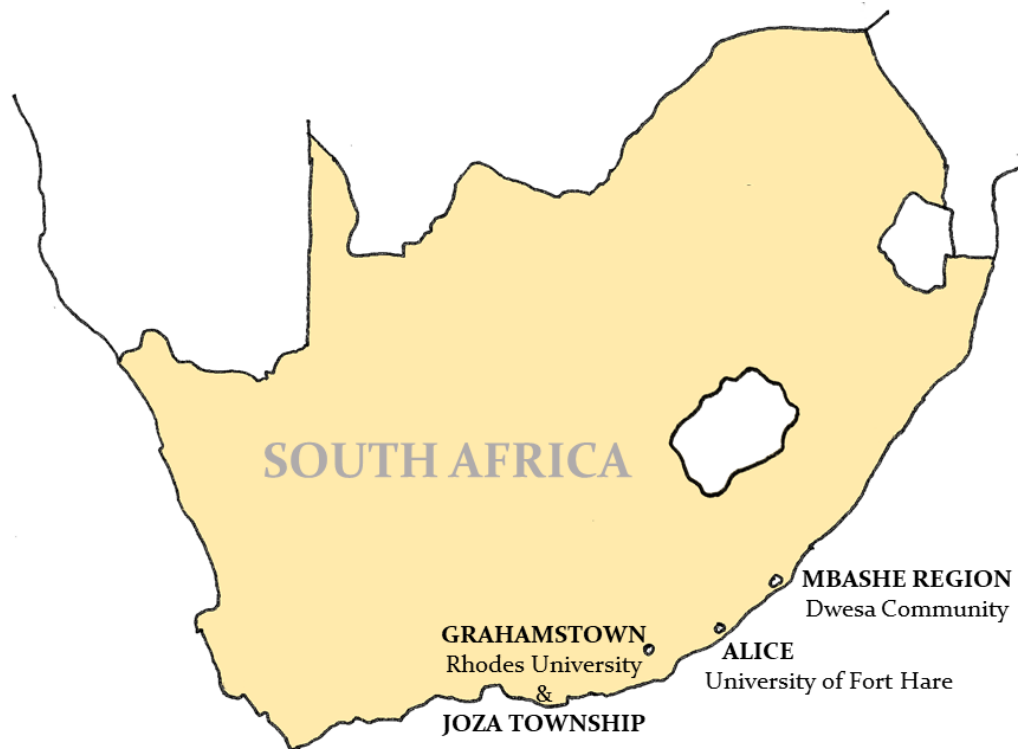 SOUTH AFRICA
MBASHE REGION
Dwesa Community
GRAHAMSTOWN
Rhodes University
&
JOZA TOWNSHIP
ALICE
University of Fort Hare